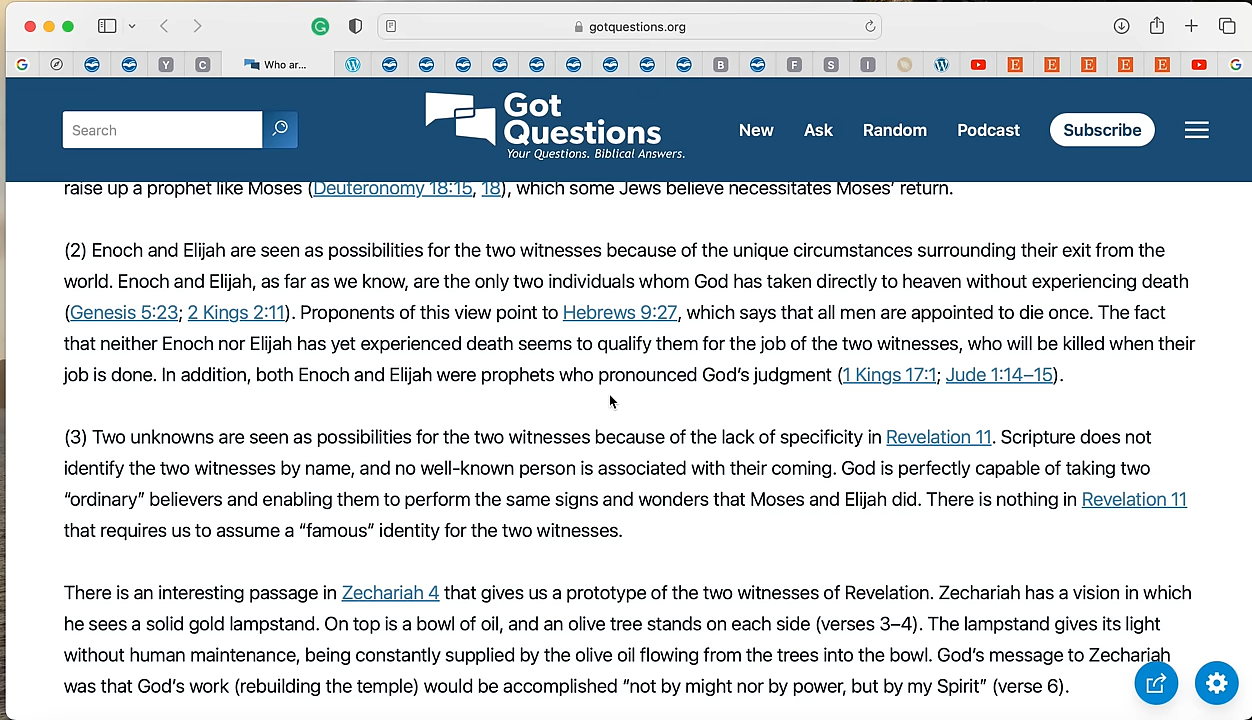 gotquestions.org
G Y C Who ar... B F S I E E E E E G
Search
Got
Questions
Your Questions. Biblical Answers.
New Ask Random Podcast Subscribe
raise up a prophet like Moses (Deuteronomy 18:15, 18), which some Jews believe necessitates Moses’ return.
(2) Enoch and Elijah are seen as possibilities for the two witnesses because of the unique circumstances surrounding their exit from the
world. Enoch and Elijah, as far as we know, are the only two individuals whom God has taken directly to heaven without experiencing death
(Genesis 5:23; 2 Kings 2:11). Proponents of this view point to Hebrews 9:27, which says that all men are appointed to die once. The fact
that neither Enoch nor Elijah has yet experienced death seems to qualify them for the job of the two witnesses, who will be killed when their
job is done. In addition, both Enoch and Elijah were prophets who pronounced God’s judgment (1 Kings 17:1; Jude 1:14–15).
(3) Two unknowns are seen as possibilities for the two witnesses because of the lack of specificity in Revelation 11. Scripture does not
identify the two witnesses by name, and no well-known person is associated with their coming. God is perfectly capable of taking two
“ordinary” believers and enabling them to perform the same signs and wonders that Moses and Elijah did. There is nothing in Revelation 11
that requires us to assume a “famous” identity for the two witnesses.
There is an interesting passage in Zechariah 4 that gives us a prototype of the two witnesses of Revelation. Zechariah has a vision in which
he sees a solid gold lampstand. On top is a bowl of oil, and an olive tree stands on each side (verses 3–4). The lampstand gives its light
without human maintenance, being constantly supplied by the olive oil flowing from the trees into the bowl. God’s message to Zechariah
was that God’s work (rebuilding the temple) would be accomplished “not by might nor by power, but by my Spirit” (verse 6).